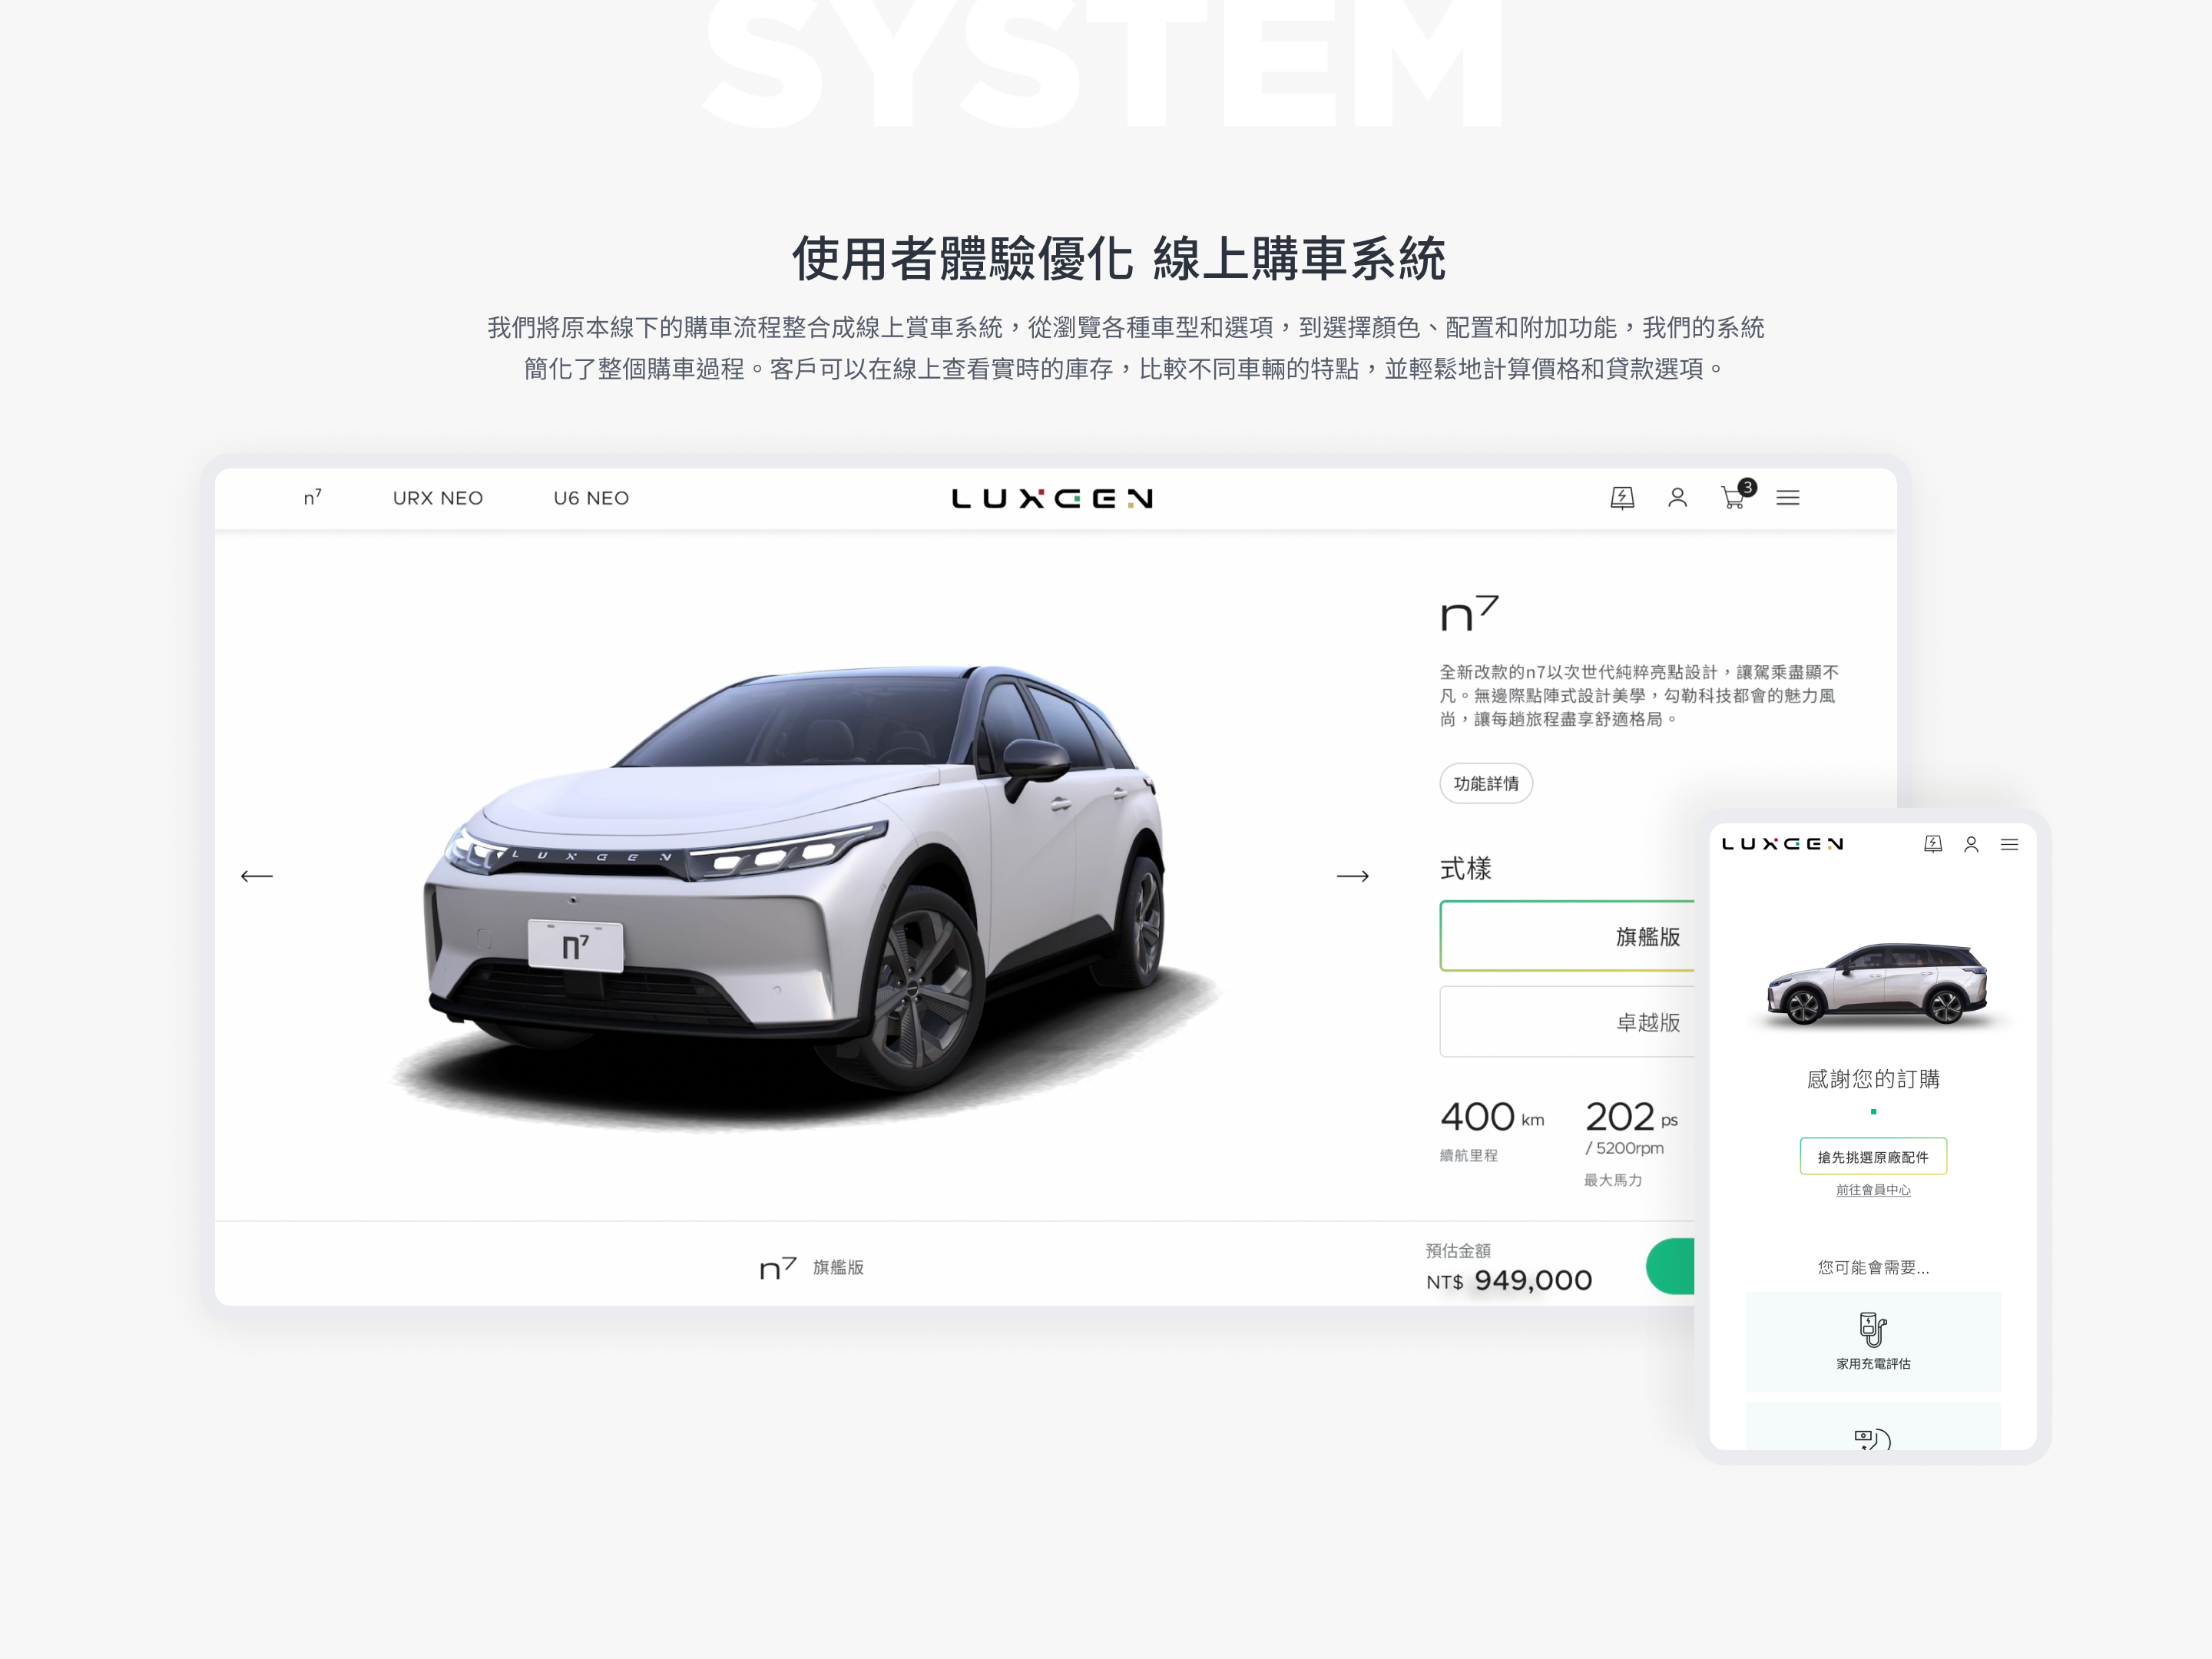 SYSTEM
使用者體驗優化 線上購車系統
我們將原本線下的購車流程整合成線上賞車系統，從瀏覽各種車型和選項，到選擇顏色、配置和附加功能，我們的系統
簡化了整個購車過程。客戶可以在線上查看實時的庫存，比較不同車輛的特點，並輕鬆地計算價格和貸款選項。
n⁷ URX NEO U6 NEO LUXGEN 3
n⁷
全新改款的n7以次世代純粹亮點設計，讓駕乘盡顯不
凡。無邊際點陣式設計美學，勾勒科技都會的魅力風
尚，讓每趟旅程盡享舒適格局。
功能詳情
式樣
旗艦版
卓越版
400 km 202 ps
/ 5200rpm
續航里程
最大馬力
LUXGEN
n⁷
n⁷ 旗艦版
預估金額
NT$ 949,000
LUXGEN
感謝您的訂購
搶先挑選原廠配件
前往會員中心
您可能會需要...
家用充電評估